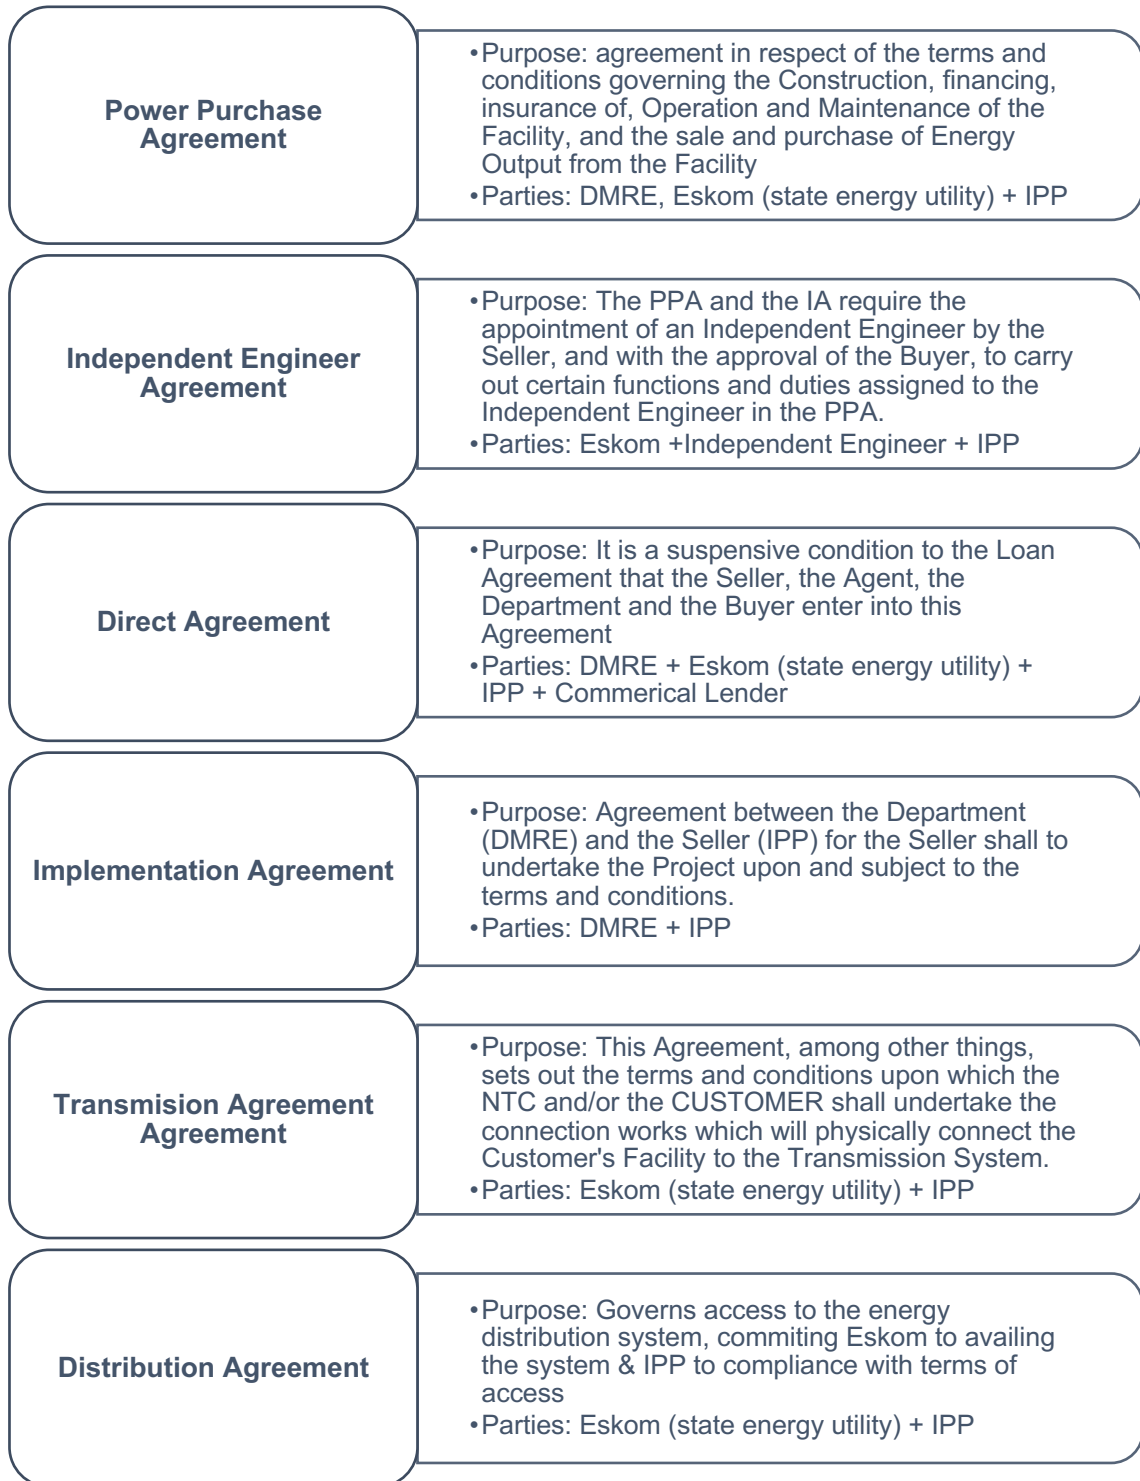 Power Purchase
Agreement
•Purpose: agreement in respect of the terms and
conditions governing the Construction, financing,
insurance of, Operation and Maintenance of the
Facility, and the sale and purchase of Energy
Output from the Facility
•Parties: DMRE, Eskom (state energy utility) + IPP
Independent Engineer
Agreement
•Purpose: The PPA and the IA require the
appointment of an Independent Engineer by the
Seller, and with the approval of the Buyer, to carry
out certain functions and duties assigned to the
Independent Engineer in the PPA.
•Parties: Eskom +Independent Engineer + IPP
Direct Agreement
•Purpose: It is a suspensive condition to the Loan
Agreement that the Seller, the Agent, the
Department and the Buyer enter into this
Agreement
•Parties: DMRE + Eskom (state energy utility) +
IPP + Commerical Lender
Implementation Agreement
•Purpose: Agreement between the Department
(DMRE) and the Seller (IPP) for the Seller shall to
undertake the Project upon and subject to the
terms and conditions.
•Parties: DMRE + IPP
Transmision Agreement
Agreement
•Purpose: This Agreement, among other things,
sets out the terms and conditions upon which the
NTC and/or the CUSTOMER shall undertake the
connection works which will physically connect the
Customer's Facility to the Transmission System.
•Parties: Eskom (state energy utility) + IPP
Distribution Agreement
•Purpose: Governs access to the energy
distribution system, commiting Eskom to availing
the system & IPP to compliance with terms of
access
•Parties: Eskom (state energy utility) + IPP